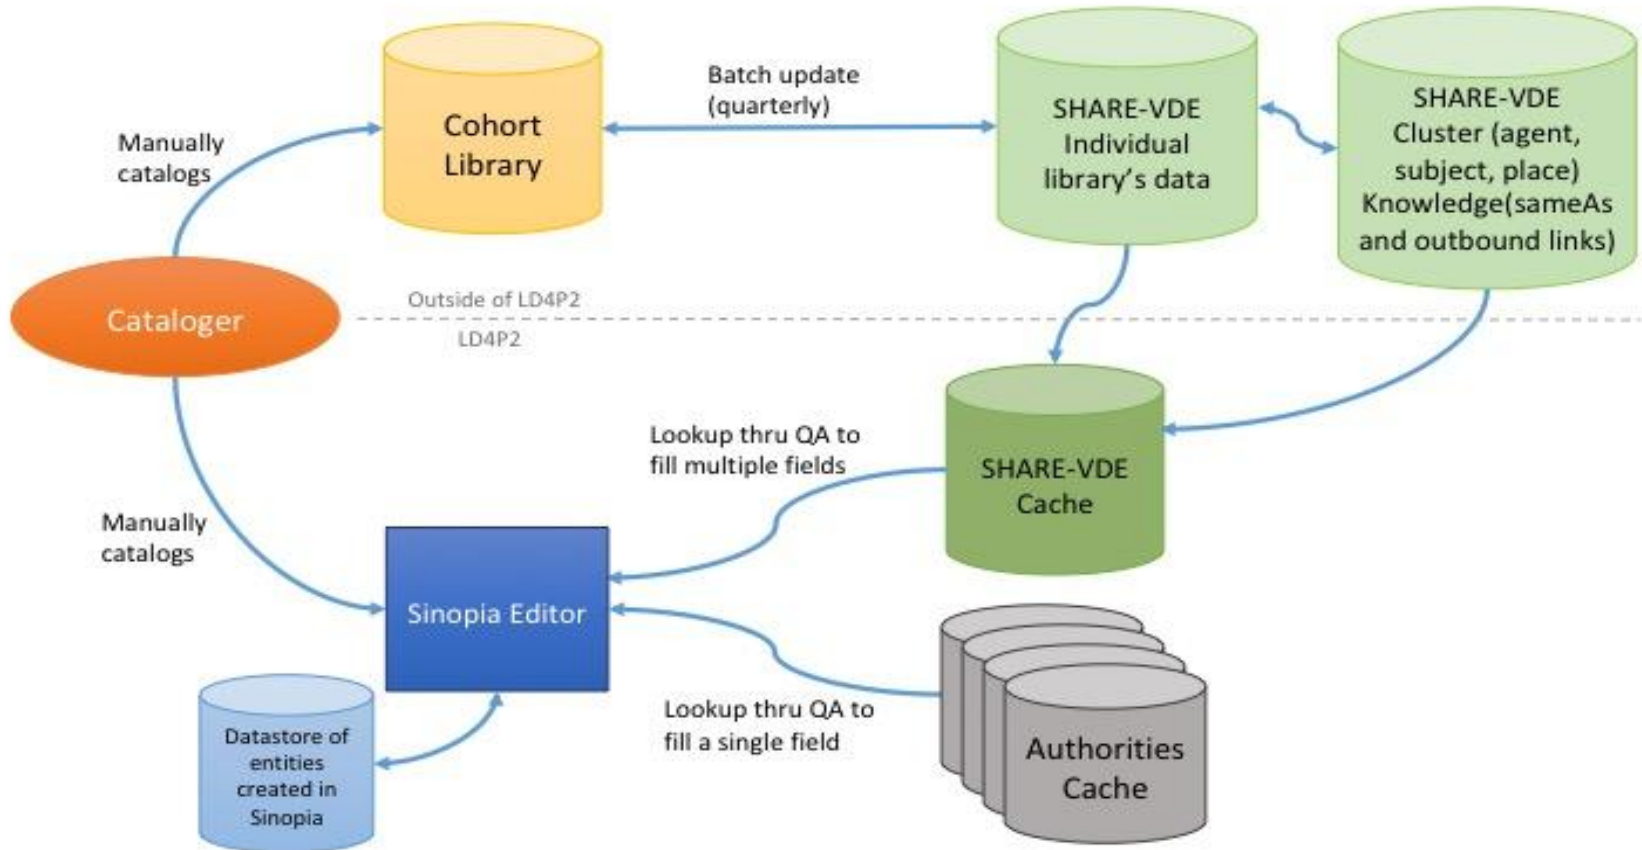 Manually
catalogs
Cohort
Library
Batch update
(quarterly)
SHARE-VDE
Individual
library's data
SHARE-VDE
Cluster (agent,
subject, place)
Knowledge(sameAs
and outbound links)
Cataloger
Outside of LD4P2
LD4P2
Lookup thru QA to
fill multiple fields
SHARE-VDE
Cache
Manually
catalogs
Sinopia Editor
Lookup thru QA to
fill a single field
Datastore of
entities
created in
Sinopia
Authorities
Cache